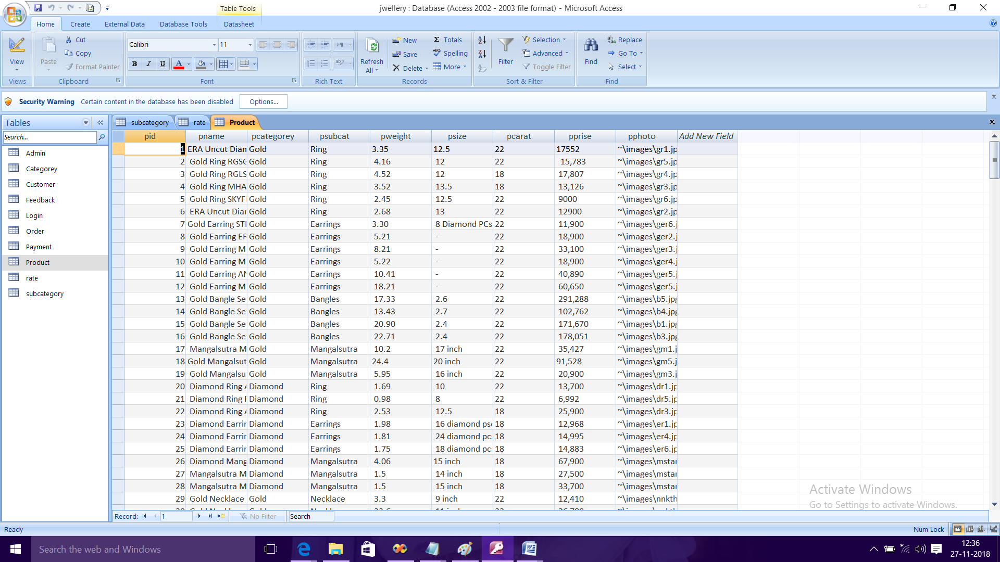 Table Tools
jwellery : Database (Access 2002 - 2003 file format) - Microsoft Access
Home Create External Data Database Tools Datasheet
View
Views
Paste
Cut
Copy
Format Painter
Clipboard
Calibri 11
B I U A
Font
Rich Text
Refresh All
New
Save
Delete
Totals
Spelling
More
Records
Filter
Selection
Advanced
Toggle Filter
Sort & Filter
Find
Replace
Go To
Select
Find
Security Warning Certain content in the database has been disabled Options...
Tables
Search...
Admin
Categorey
Customer
Feedback
Login
Order
Payment
Product
rate
subcategory
subcategory rate Product
pid pname pcategorey psubcat pweight psize pcarat pprise pphoto Add New Field
1 ERA Uncut Dian Gold Ring 3.35 12.5 22 17552 ~\images\gr1.jp
2 Gold Ring RGSG Gold Ring 4.16 12 22 15,783 ~\images\gr5.jp
3 Gold Ring RGLS Gold Ring 4.52 12 18 17,807 ~\images\gr4.jp
4 Gold Ring MHA Gold Ring 3.52 13.5 18 13,126 ~\images\gr3.jp
5 Gold Ring SKYF Gold Ring 2.45 12.5 22 9000 ~\images\gr6.jp
6 ERA Uncut Dian Gold Ring 2.68 13 22 12900 ~\images\gr2.jp
7 Gold Earring STI Gold Earrings 3.30 8 Diamond PCs 22 11,900 ~\images\ger6.j
8 Gold Earring ER Gold Earrings 5.21 - 22 18,900 ~\images\ger2.j
9 Gold Earring M Gold Earrings 8.21 - 22 33,100 ~\images\ger3.j
10 Gold Earring M Gold Earrings 5.22 - 22 18,900 ~\images\ger4.j
11 Gold Earring AN Gold Earrings 10.41 - 22 40,890 ~\images\ger5.j
12 Gold Earring M Gold Earrings 18.21 - 22 60,650 ~\images\ger5.j
13 Gold Bangle Se Gold Bangles 17.33 2.6 22 291,288 ~\images\b5.jpg
14 Gold Bangle Se Gold Bangles 13.43 2.7 22 102,762 ~\images\b4.jpg
15 Gold Bangle Se Gold Bangles 20.90 2.4 22 171,670 ~\images\b1.jpg
16 Gold Bangle Se Gold Bangles 22.71 2.4 22 178,051 ~\images\b3.jpg
17 Mangalsutra M Gold Mangalsutra 10.2 17 inch 22 35,427 ~\images\gm1.j
18 Gold Mangalsut Gold Mangalsutra 24.4 20 inch 22 91,528 ~\images\gm5.j
19 Gold Mangalsu Gold Mangalsutra 5.95 16 inch 22 20,900 ~\images\gm3.j
20 Diamond Ring A Diamond Ring 1.69 10 22 13,700 ~\images\dr1.jp
21 Diamond Ring Diamond Ring 0.98 8 22 6,992 ~\images\dr5.jp
22 Diamond Ring A Diamond Ring 2.53 12.5 18 25,900 ~\images\dr3.jp
23 Diamond Earrin Diamond Earrings 1.98 16 diamond psc 18 12,968 ~\images\er1.jp
24 Diamond Earrin Diamond Earrings 1.81 24 diamond pcs 18 14,995 ~\images\er4.jp
25 Diamond Earrin Diamond Earrings 1.75 18 diamond pcs 18 14,883 ~\images\er6.jp
26 Diamond Mang Diamond Mangalsutra 4.06 15 inch 18 67,900 ~\images\mstar
27 Mangalsutra M Diamond Mangalsutra 1.5 14 inch 18 27,500 ~\images\mstar
28 Mangalsutra M Diamond Mangalsutra 1.5 15 inch 18 33,700 ~\images\mstar
29 Gold Necklace Gold Necklace 3.3 9 inch 22 12,410 ~\images\nnkth
Activate Windows
Go to Settings to activate Windows.
Record: 1 No Filter Search
Ready Num Lock
Search the web and Windows
12:36
27-11-2018